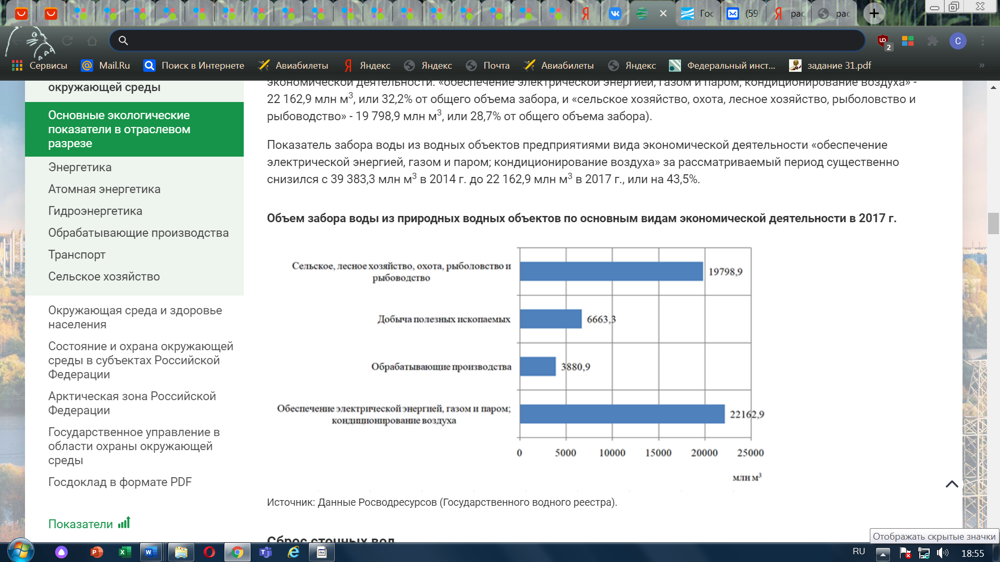 Гос
(59
рас
рас
2
С
Сервисы
Mail.Ru
Поиск в Интернете
Авиабилеты
Яндекс
Яндекс
Почта
Авиабилеты
Яндекс
Федеральный инст...
задание 31.pdf
»
окружающей среды
Основные экологические
показатели в отраслевом
разрезе
Энергетика
Атомная энергетика
Гидроэнергетика
Обрабатывающие производства
Транспорт
Сельское хозяйство
Окружающая среда и здоровье
населения
Состояние и охрана окружающей
среды в субъектах Российской
Федерации
Арктическая зона Российской
Федерации
Государственное управление в
области охраны окружающей
среды
Госдоклад в формате PDF
Показатели
экономической деятельности: «обеспечение электрической энергией, газом и паром; кондиционирование воздуха» -
22 162,9 млн м³, или 32,2% от общего объема забора, и «сельское хозяйство, охота, лесное хозяйство, рыболовство и
рыбоводство» - 19 798,9 млн м³, или 28,7% от общего объема забора).
Показатель забора воды из водных объектов предприятиями вида экономической деятельности «обеспечение
электрической энергией, газом и паром; кондиционирование воздуха» за рассматриваемый период существенно
снизился с 39 383,3 млн м³ в 2014 г. до 22 162,9 млн м³ в 2017 г., или на 43,5%.
Объем забора воды из природных водных объектов по основным видам экономической деятельности в 2017 г.
Сельское, лесное хозяйство, охота, рыболовство и
рыбоводство
19798,9
Добыча полезных ископаемых
6663,3
Обрабатывающие производства
3880,9
Обеспечение электрической энергией, газом и паром;
кондиционирование воздуха
22162,9
0 5000 10000 15000 20000 25000
млн м³
Источник: Данные Росводресурсов (Государственного водного реестра).
Сброс сточных вод
Отображать скрытые значки
RU
18:55